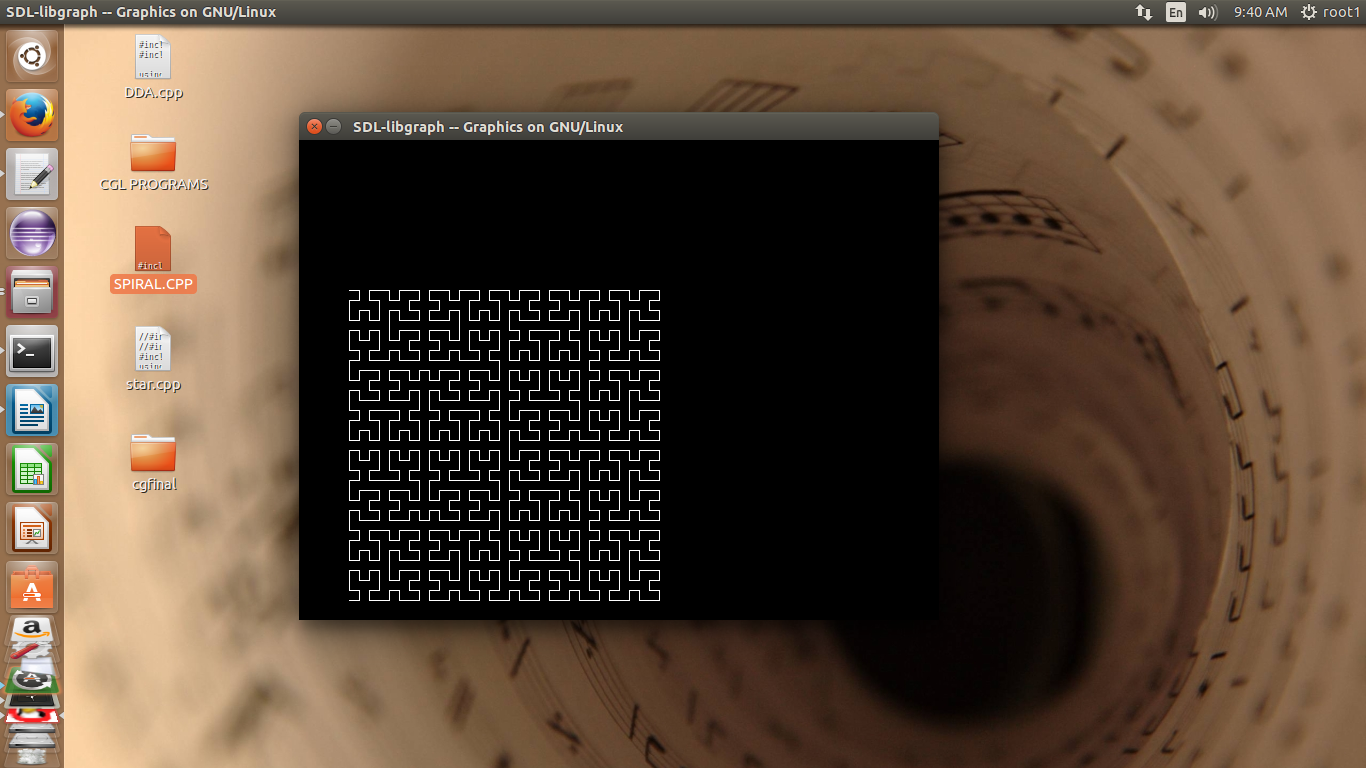 SDL-libgraph -- Graphics on GNU/Linux
En
9:40 AM
root1
#incl
#incl
using
DDA.cpp
CGL PROGRAMS
#incl
SPIRAL.CPP
//#ir
//#ir
#incl
using
star.cpp
cgfinal
SDL-libgraph -- Graphics on GNU/Linux